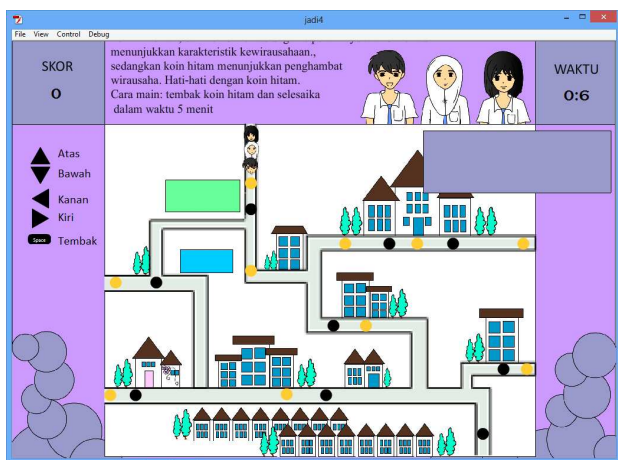 jadi4
File View Control Debug
SKOR
0
menunjukkan karakteristik kewirausahaan.,
sedangkan koin hitam menunjukkan penghambat
wirausaha. Hati-hati dengan koin hitam.
Cara main: tembak koin hitam dan selesaika
dalam waktu 5 menit
WAKTU
0:6
Atas
Bawah
Kanan
Kiri
Space Tembak